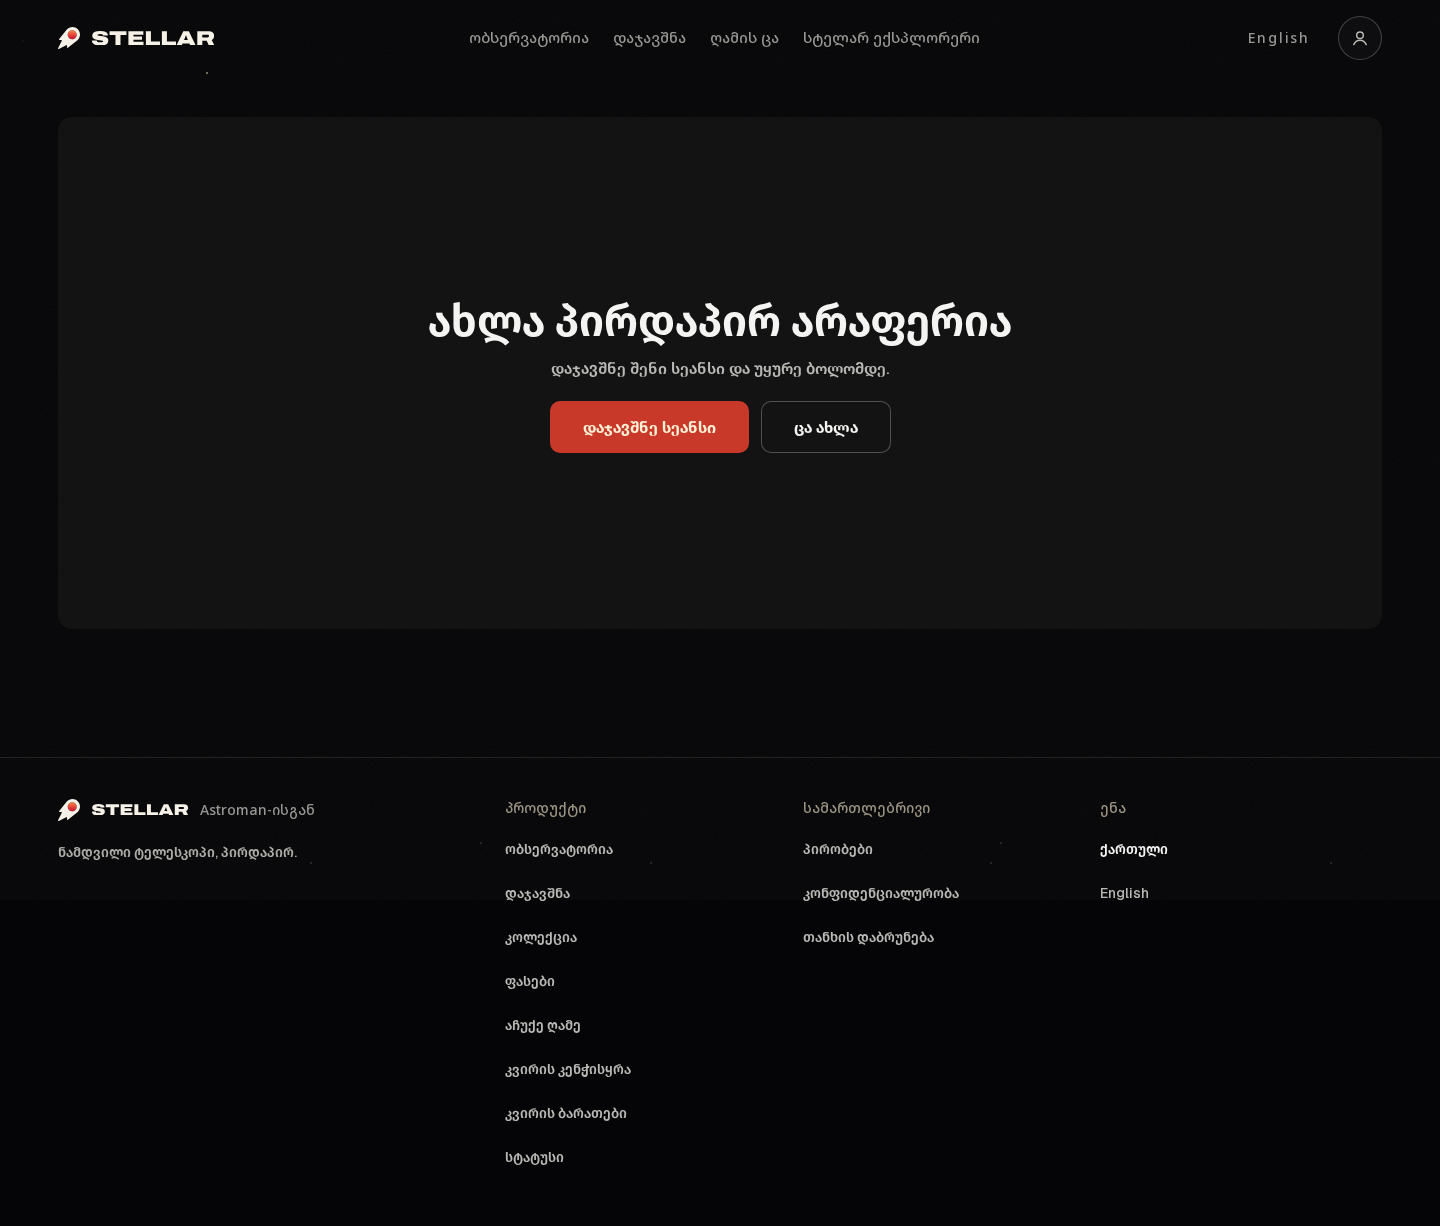 STELLAR
ობსერვატორია
დაჯავშნა
ღამის ცა
სტელარ ექსპლორერი
English
ახლა პირდაპირ არაფერია
დაჯავშნე შენი სეანსი და უყურე ბოლომდე.
დაჯავშნე სეანსი
ცა ახლა
STELLAR Astroman-ისგან
ნამდვილი ტელესკოპი, პირდაპირ.
პროდუქტი
ობსერვატორია
დაჯავშნა
კოლექცია
ფასები
აჩუქე ღამე
კვირის კენჭისყრა
კვირის ბარათები
სტატუსი
სამართლებრივი
პირობები
კონფიდენციალურობა
თანხის დაბრუნება
ენა
ქართული
English